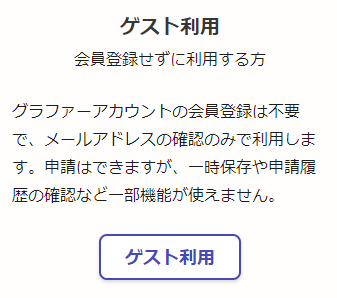 ゲスト利用
会員登録せずに利用する方
グラファーアカウントの会員登録は不要
で、メールアドレスの確認のみで利用しま
す。申請はできますが、一時保存や申請履
歴の確認など一部機能が使えません。
ゲスト利用